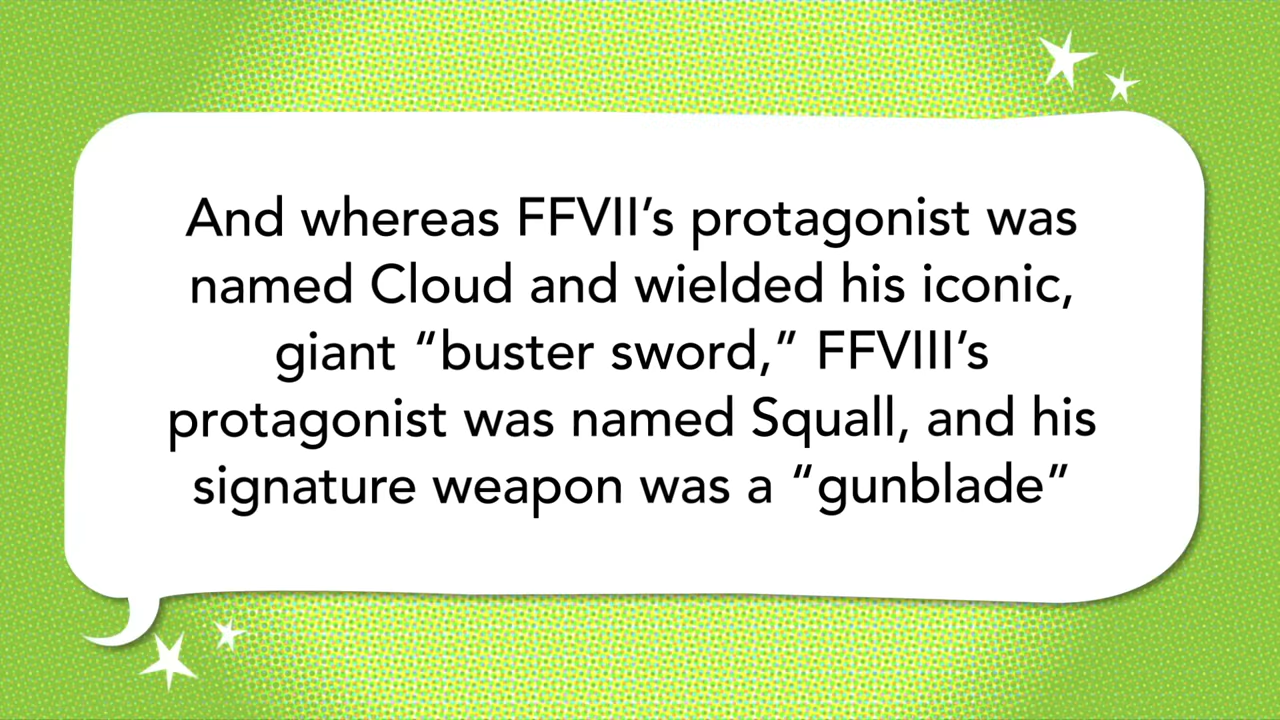 And whereas FFVII’s protagonist was
named Cloud and wielded his iconic,
giant “buster sword,” FFVIII’s
protagonist was named Squall, and his
signature weapon was a “gunblade”